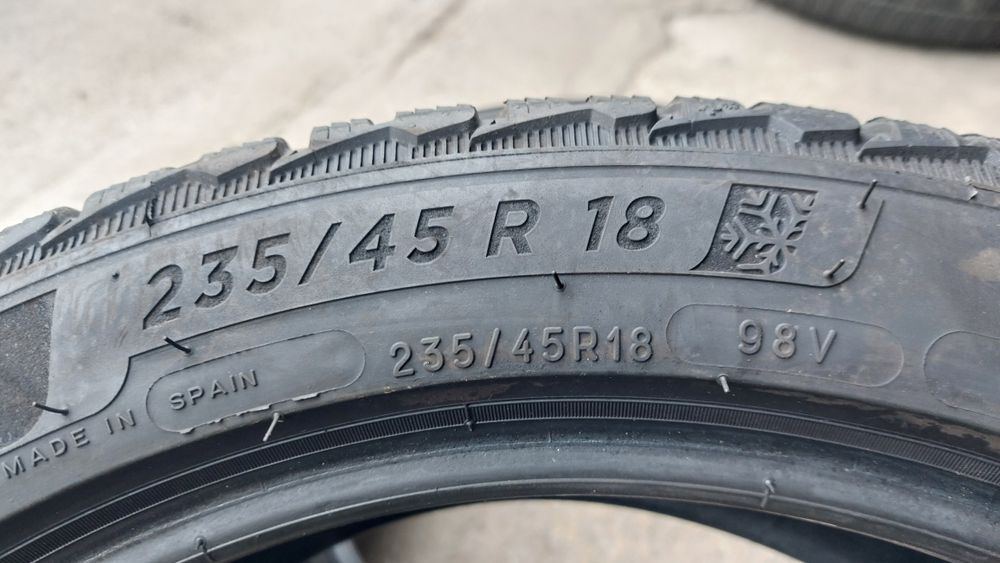 235/45 R 18
235/45R18 98V
MADE IN SPAIN